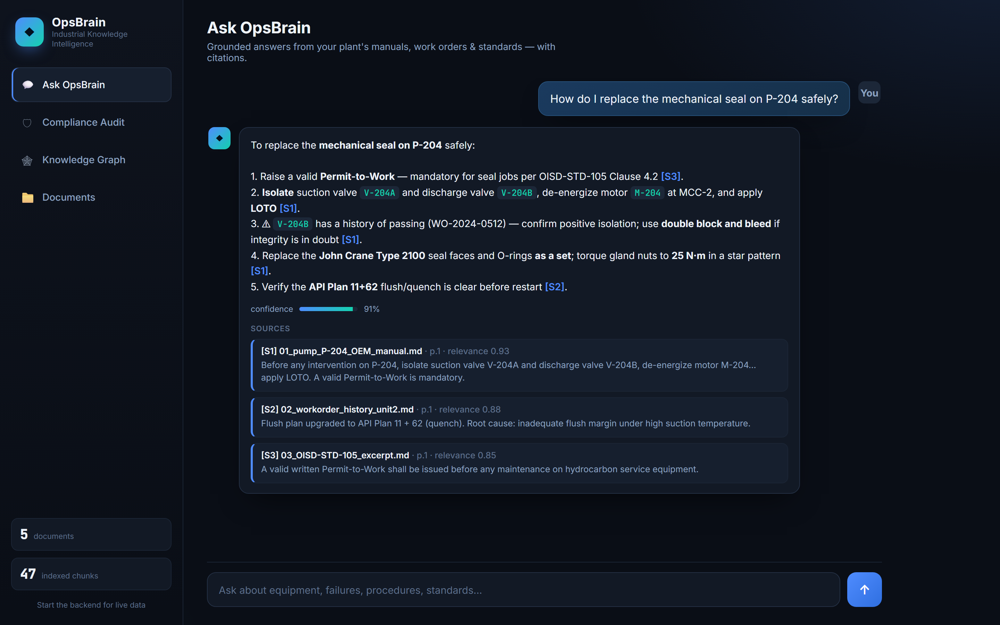 OpsBrain
Industrial Knowledge
Intelligence
Ask OpsBrain
Compliance Audit
Knowledge Graph
Documents
5 documents
47 indexed chunks
Start the backend for live data
Ask OpsBrain
Grounded answers from your plant's manuals, work orders & standards — with
citations.
How do I replace the mechanical seal on P-204 safely?
You
To replace the mechanical seal on P-204 safely:
1. Raise a valid Permit-to-Work — mandatory for seal jobs per OISD-STD-105 Clause 4.2 [S3].
2. Isolate suction valve V-204A and discharge valve V-204B, de-energize motor M-204 at MCC-2, and apply
LOTO [S1].
3. ⚠ V-204B has a history of passing (WO-2024-0512) — confirm positive isolation; use double block and bleed if
integrity is in doubt [S1].
4. Replace the John Crane Type 2100 seal faces and O-rings as a set; torque gland nuts to 25 N·m in a star pattern
[S1].
5. Verify the API Plan 11+62 flush/quench is clear before restart [S2].
confidence 91%
SOURCES
[S1] 01_pump_P-204_OEM_manual.md · p.1 · relevance 0.93
Before any intervention on P-204, isolate suction valve V-204A and discharge valve V-204B, de-energize motor M-204…
apply LOTO. A valid Permit-to-Work is mandatory.
[S2] 02_workorder_history_unit2.md · p.1 · relevance 0.88
Flush plan upgraded to API Plan 11 + 62 (quench). Root cause: inadequate flush margin under high suction temperature.
[S3] 03_OISD-STD-105_excerpt.md · p.1 · relevance 0.85
A valid written Permit-to-Work shall be issued before any maintenance on hydrocarbon service equipment.
Ask about equipment, failures, procedures, standards…